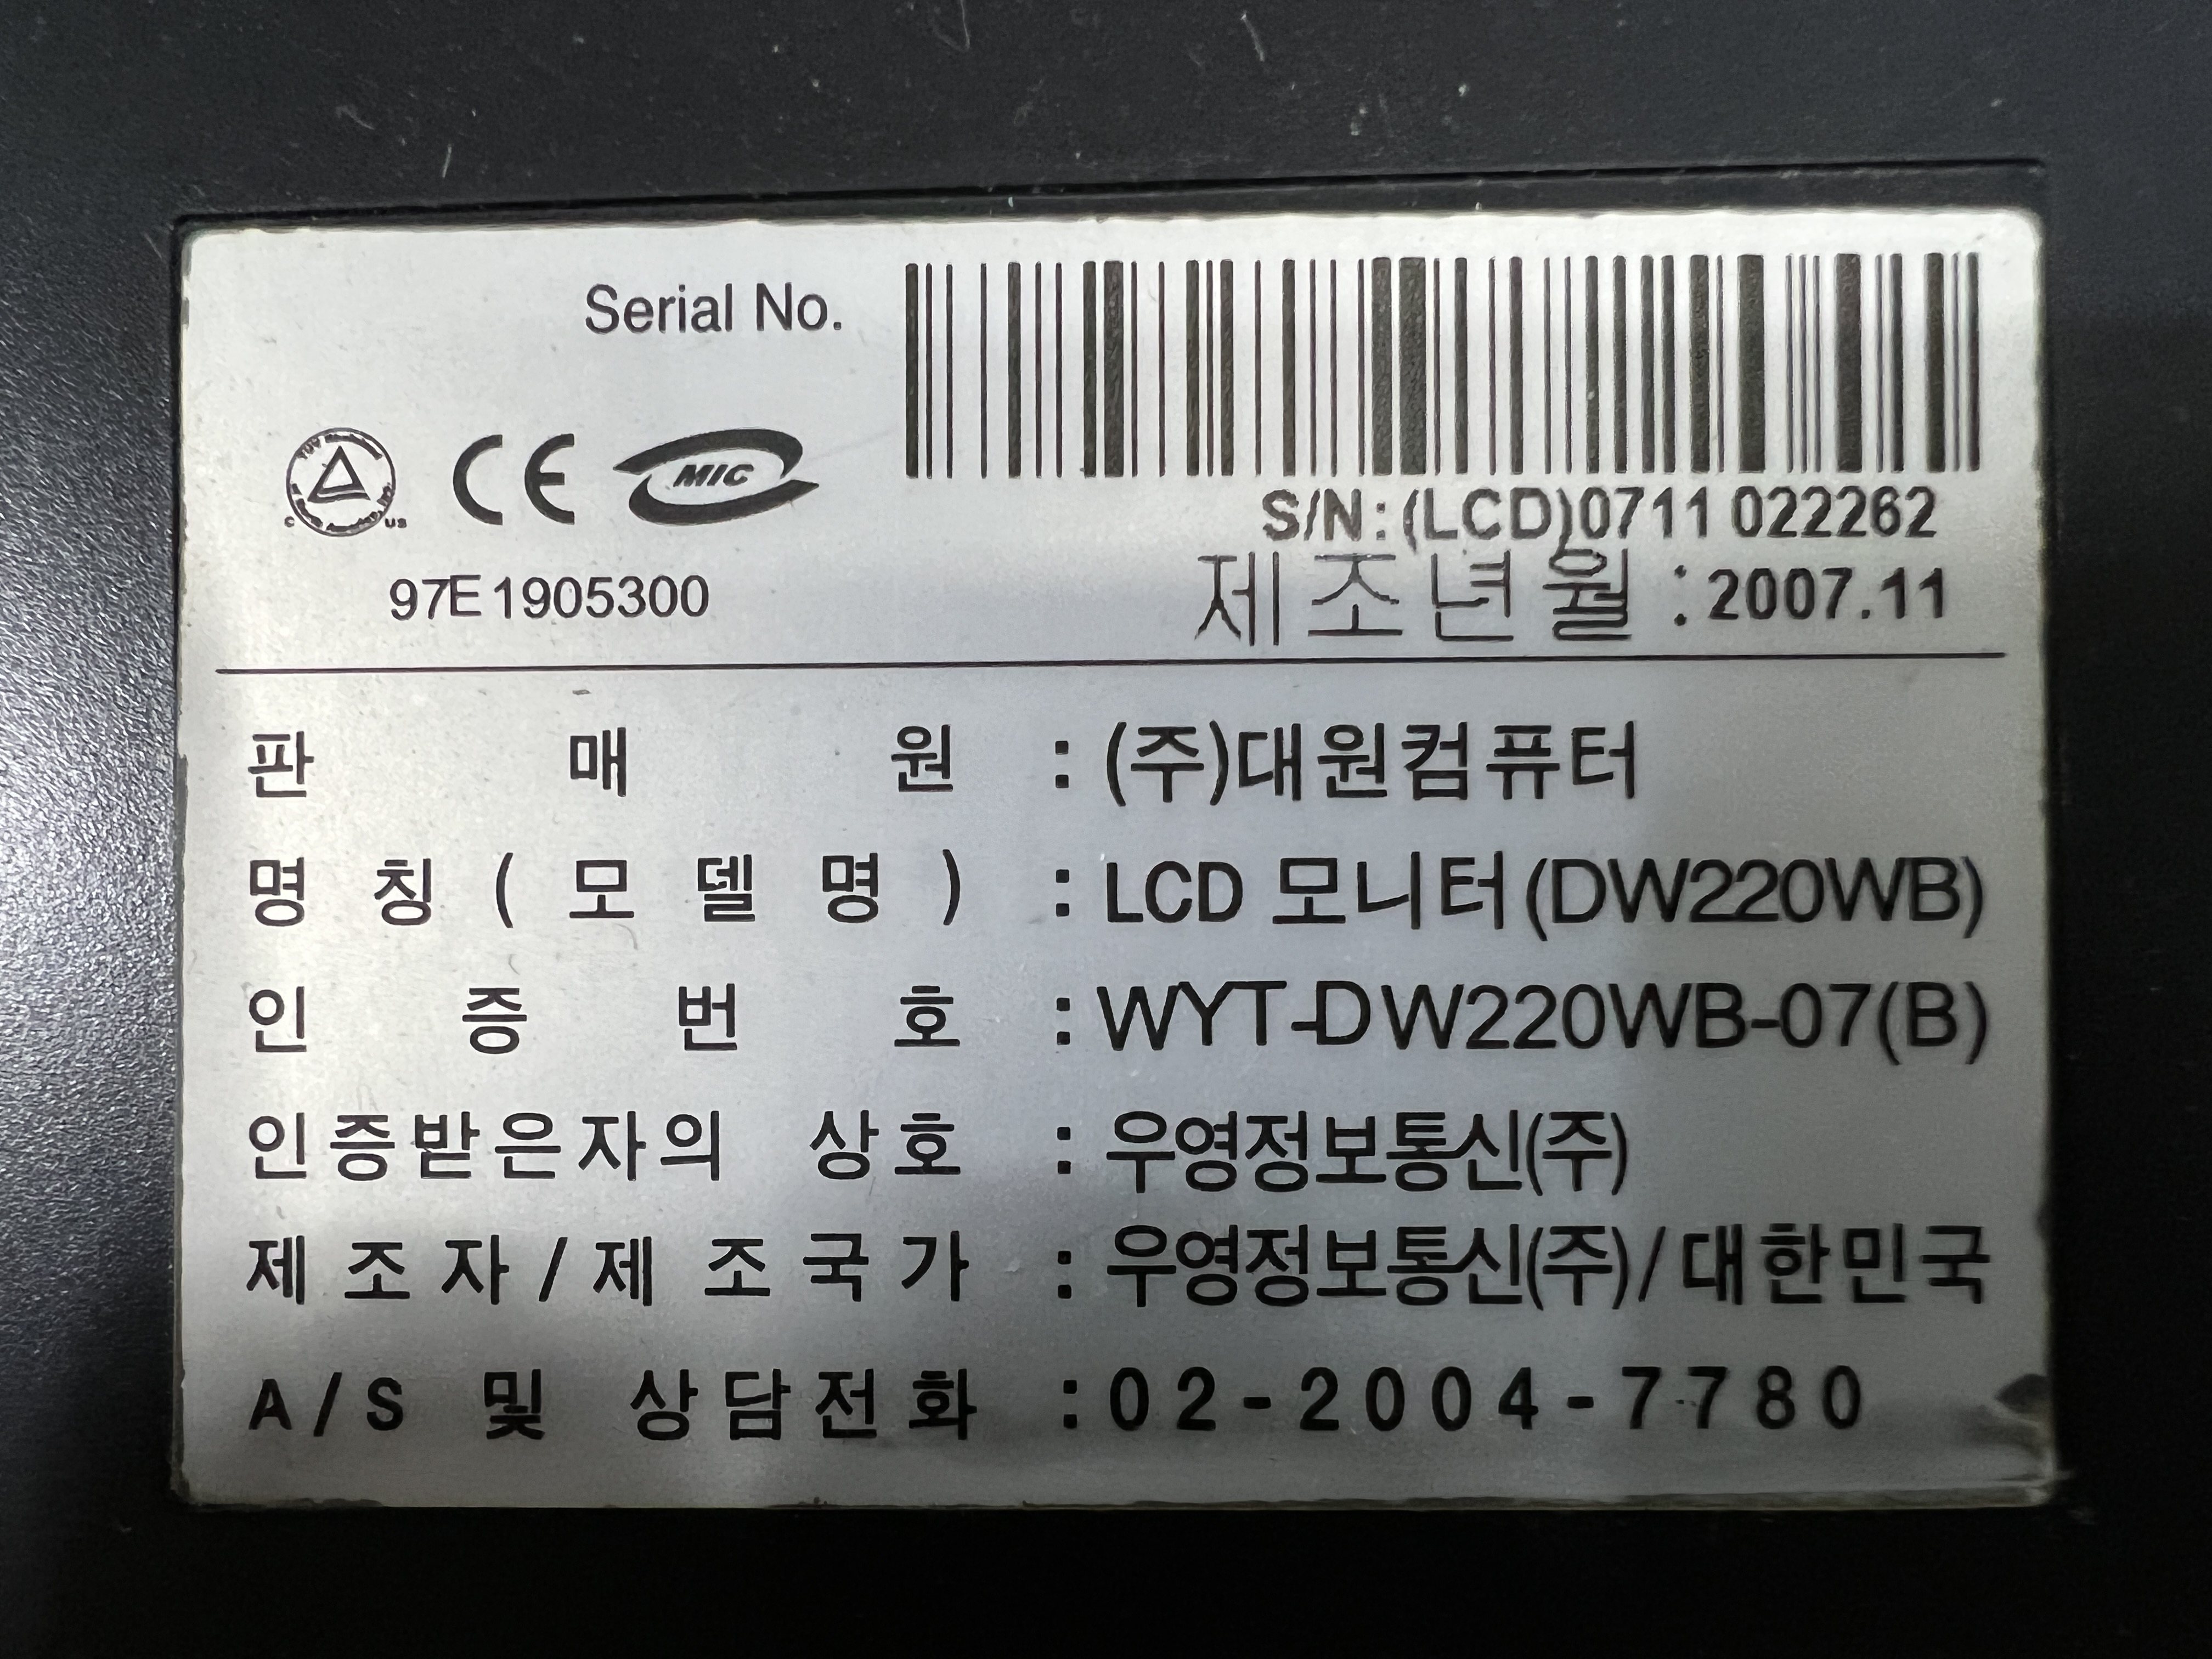 Serial No.
CE MIC
C US
S/N:(LCD)0711 022262
97E1905300
제조년월 : 2007.11
판 매 원 : (주)대원컴퓨터
명 칭 ( 모 델 명 ) : LCD 모니터(DW220WB)
인 증 번 호 : WYT-DW220WB-07(B)
인증받은자의 상호 : 우영정보통신(주)
제조자/제조국가 : 우영정보통신(주)/대한민국
A/S 및 상담전화 : 02-2004-7780